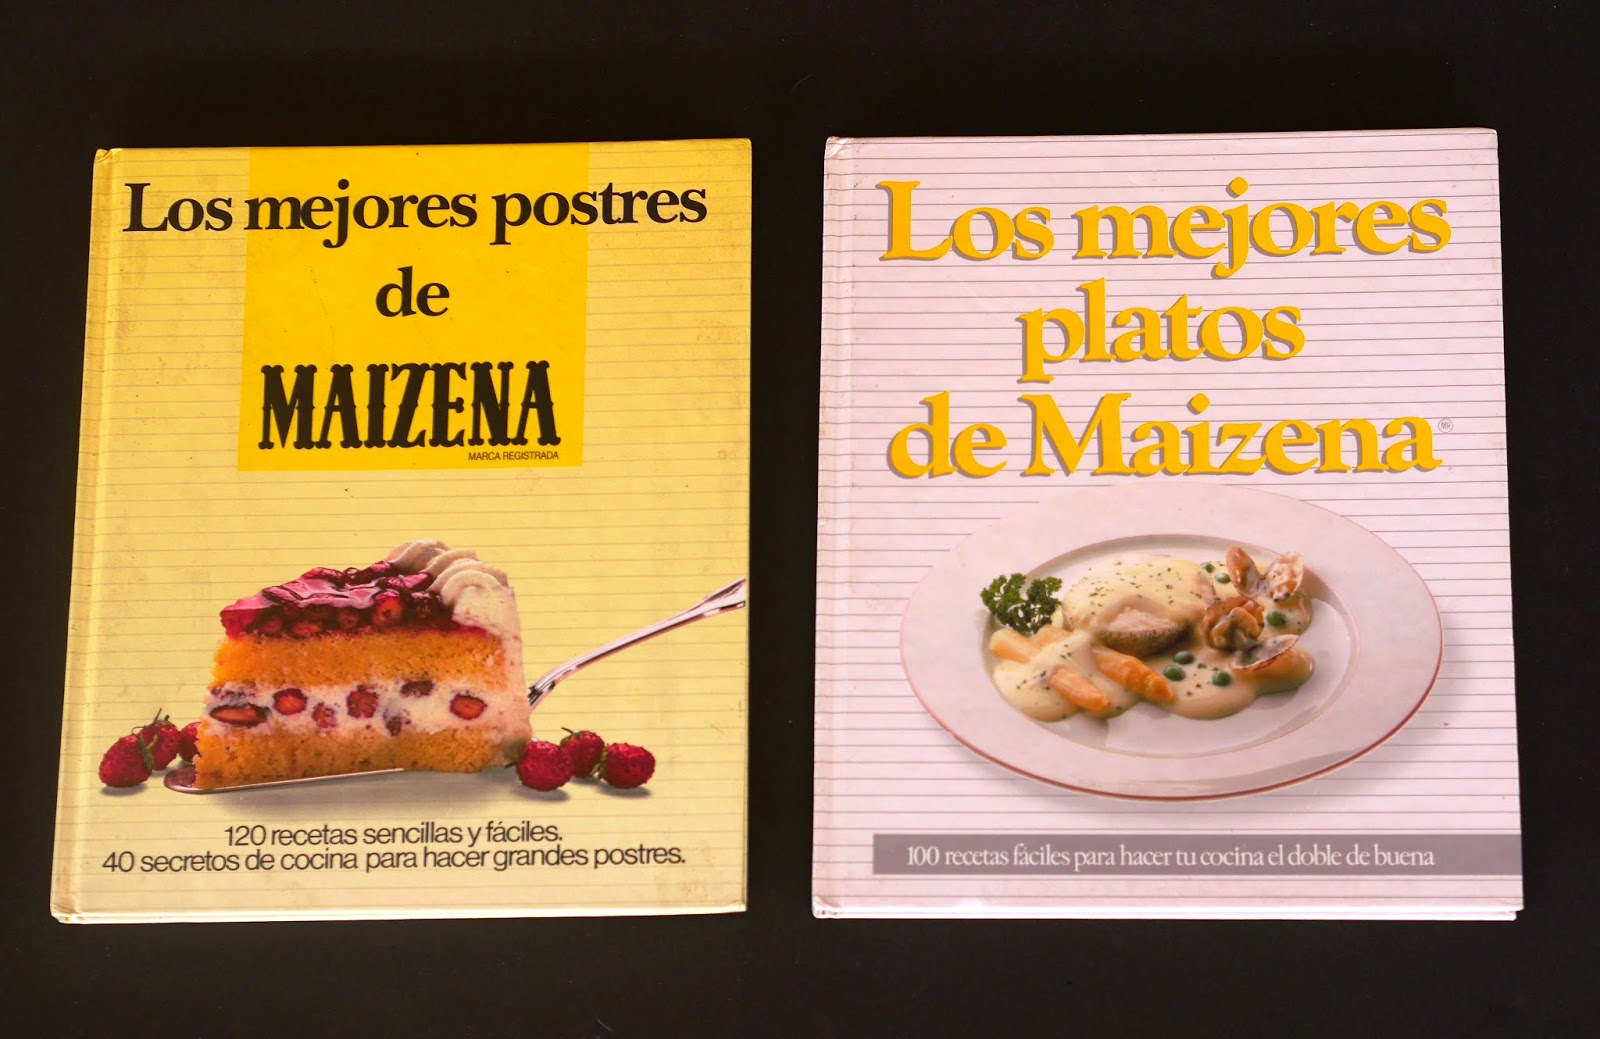 Los mejores postres
de
MAIZENA
MARCA REGISTRADA
120 recetas sencillas y fáciles.
40 secretos de cocina para hacer grandes postres.
Los mejores
platos
de Maizena
MR
100 recetas fáciles para hacer tu cocina el doble de buena